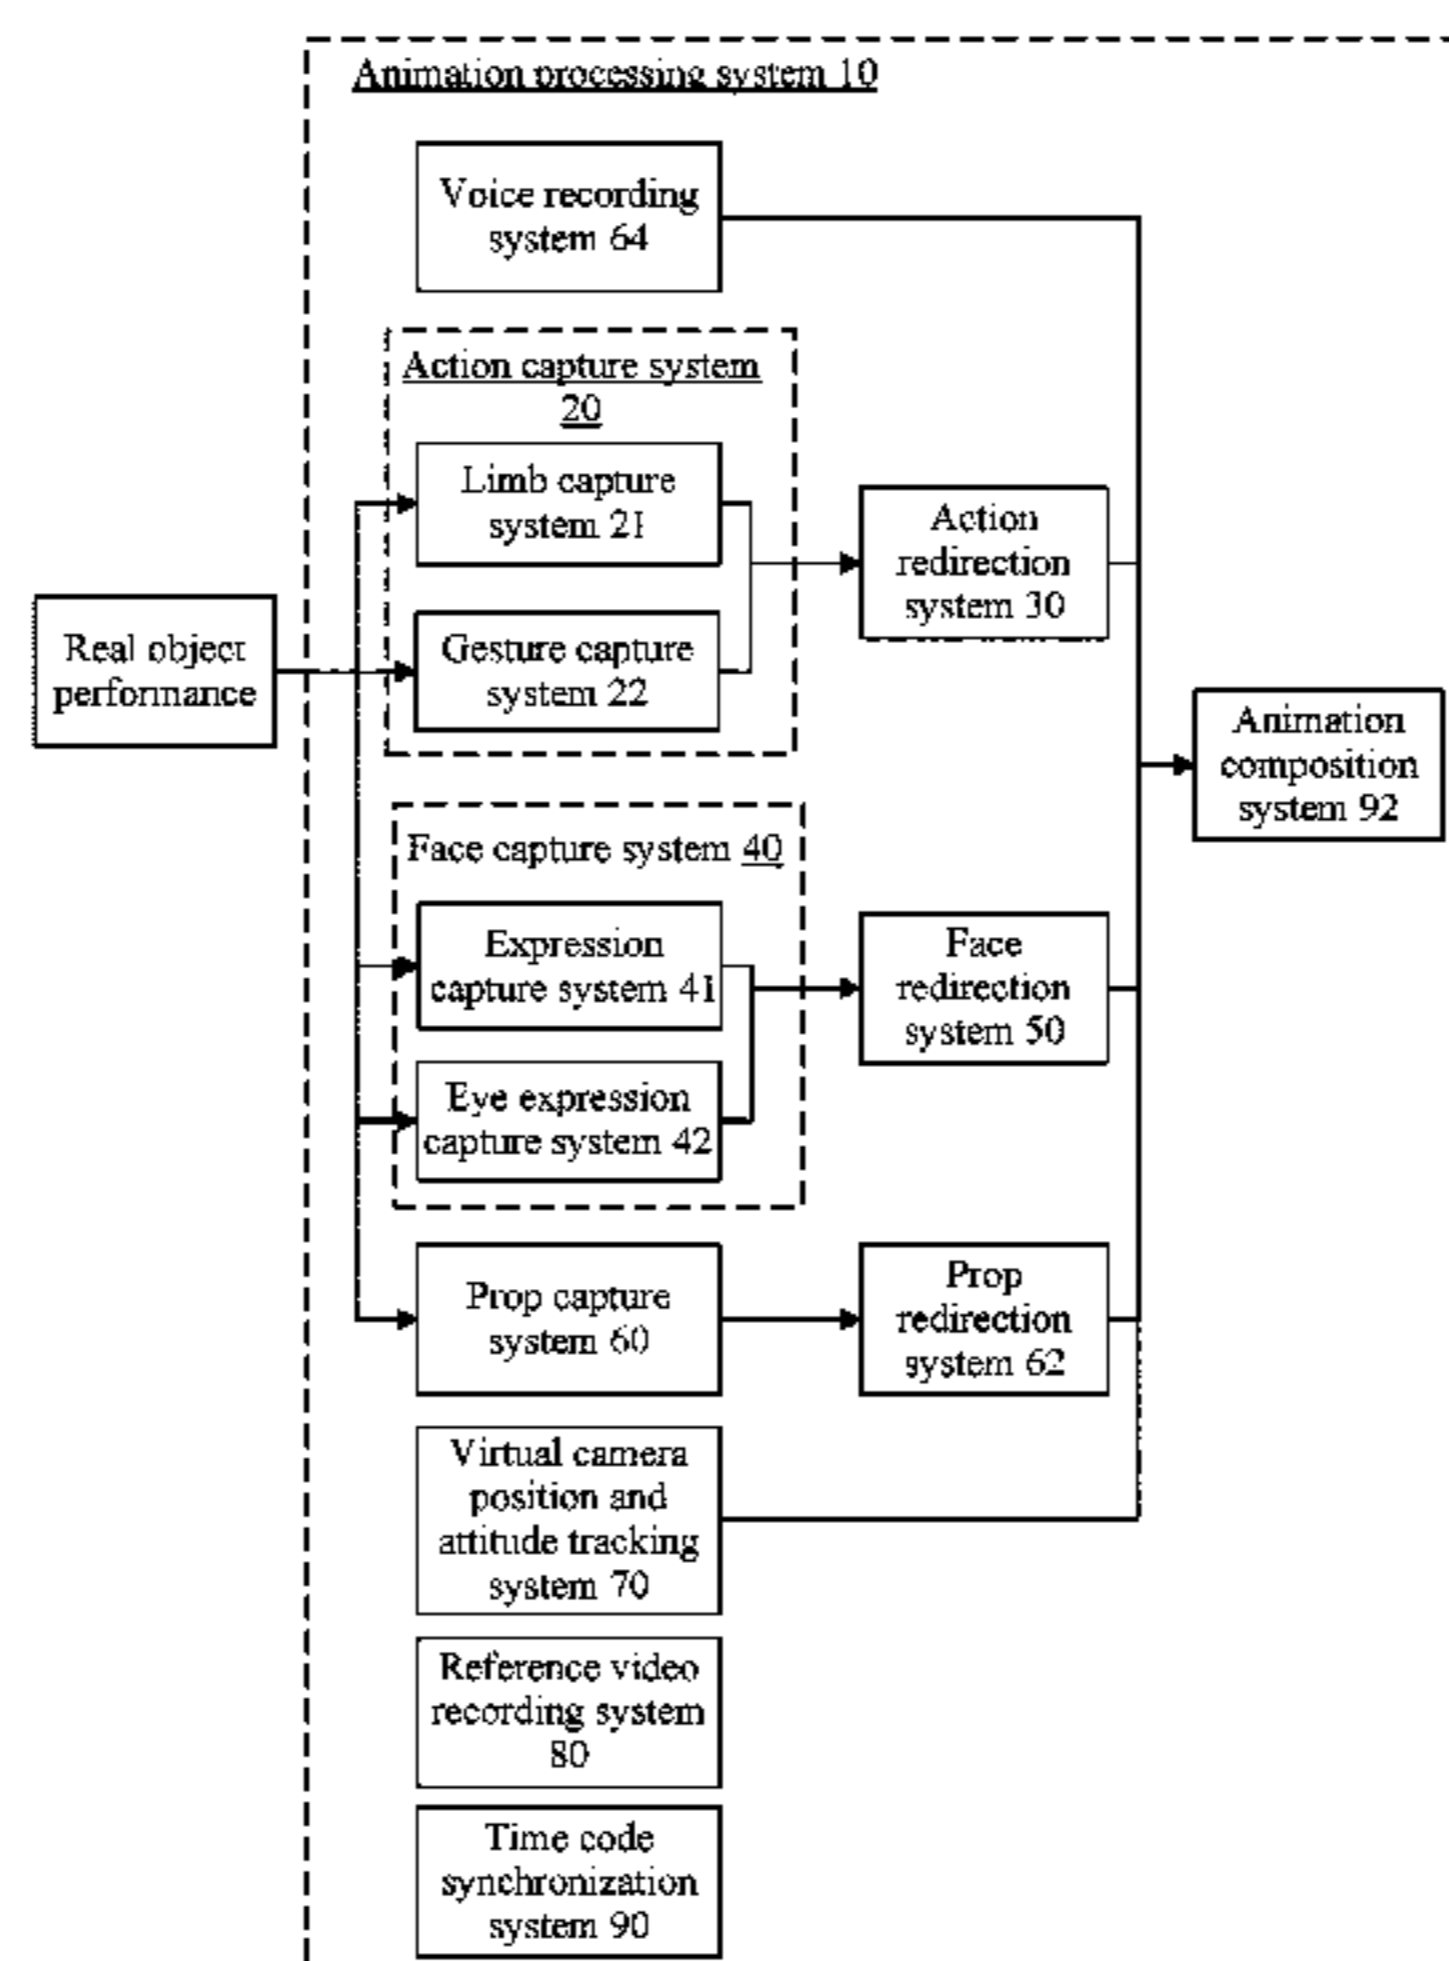 Animation processing system 10
Voice recording
system 64
Action capture system
20
Limb capture
system 21
Gesture capture
system 22
Action
redirection
system 30
Real object
performance
Animation
composition
system 92
Face capture system 40
Expression
capture system 41
Eye expression
capture system 42
Face
redirection
system 50
Prop capture
system 60
Prop
redirection
system 62
Virtual camera
position and
attitude tracking
system 70
Reference video
recording system
80
Time code
synchronization
system 90